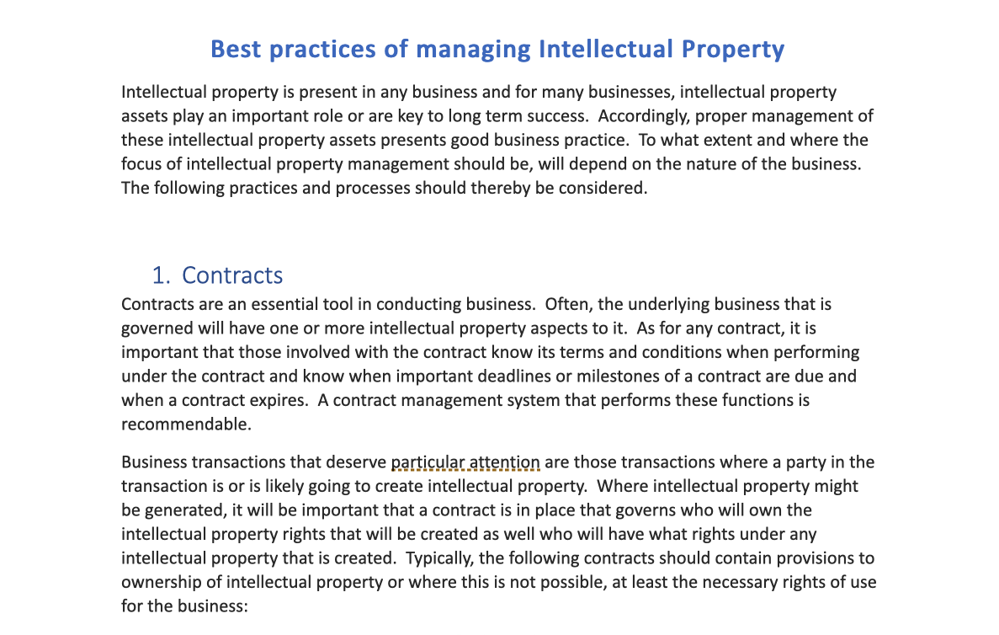 Best practices of managing Intellectual Property
Intellectual property is present in any business and for many businesses, intellectual property
assets play an important role or are key to long term success.  Accordingly, proper management of
these intellectual property assets presents good business practice.  To what extent and where the
focus of intellectual property management should be, will depend on the nature of the business.
The following practices and processes should thereby be considered.
1. Contracts
Contracts are an essential tool in conducting business.  Often, the underlying business that is
governed will have one or more intellectual property aspects to it.  As for any contract, it is
important that those involved with the contract know its terms and conditions when performing
under the contract and know when important deadlines or milestones of a contract are due and
when a contract expires.  A contract management system that performs these functions is
recommendable.
Business transactions that deserve particular attention are those transactions where a party in the
transaction is or is likely going to create intellectual property.  Where intellectual property might
be generated, it will be important that a contract is in place that governs who will own the
intellectual property rights that will be created as well who will have what rights under any
intellectual property that is created.  Typically, the following contracts should contain provisions to
ownership of intellectual property or where this is not possible, at least the necessary rights of use
for the business: